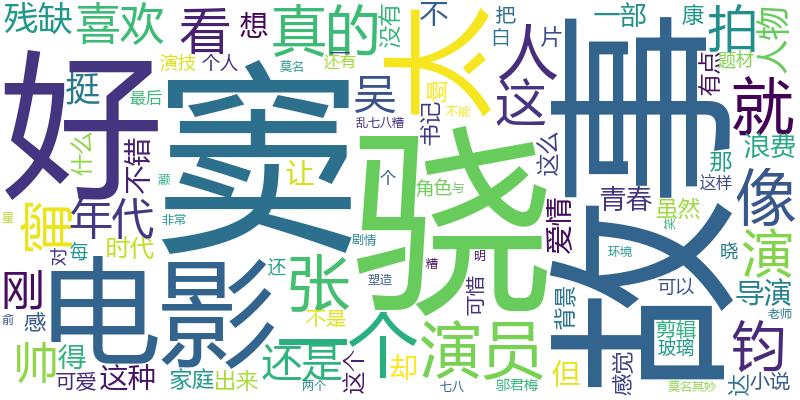 残缺
喜欢
看
想
真的
没有
太
不
把
白
片
一部
康
拍
人物
好
挺
演技
个人
还有
莫名
最后
什么
不错
窦
灏
非常
让
吴
乱七八糟
啊
书记
不能
人
这
有点
题材
就
故事
骁
个
角色
与
这么
爱情
青春
虽然
那
浪费
这样
像
甯
年代
时代
每
对
星
刚
感
俞
帅
得
可爱
这种
电影
还
张
剧情
塑造
糟
明
可惜
晓
环境
演
导演
可以
老师
背景
一个
不是
还是
家庭
出来
两个
这个
却
演员
七八
邬君梅
但
感觉
剪辑
玻璃
莫名其妙
钧
达
小说